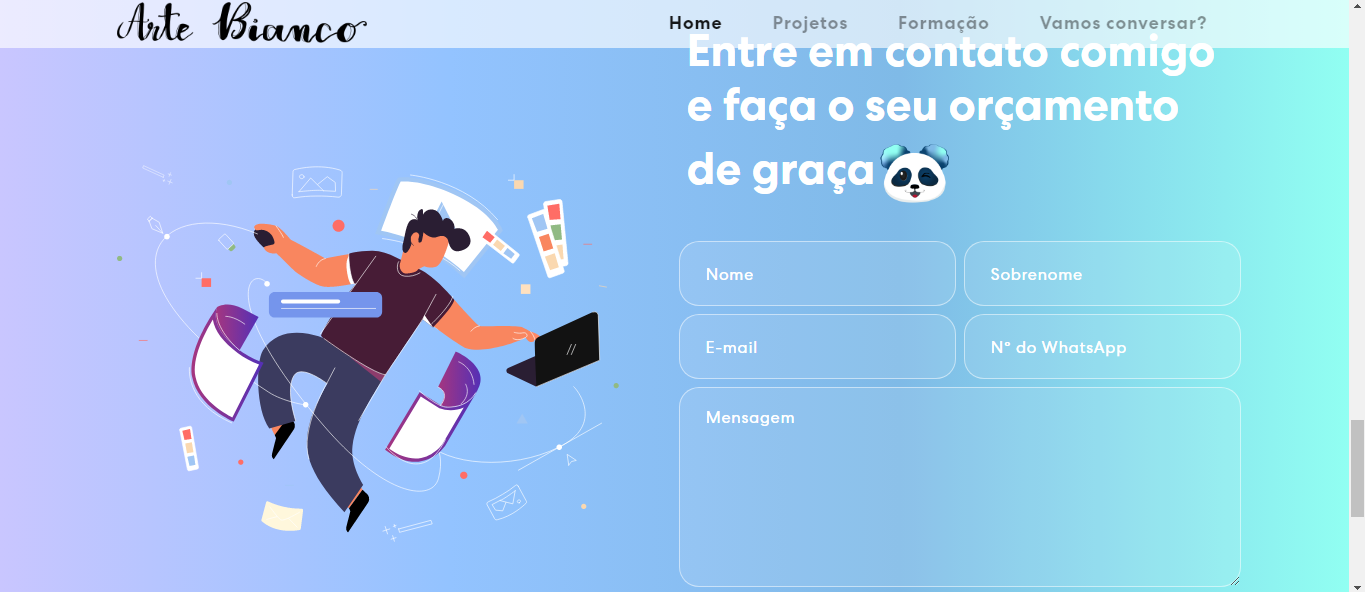 Arte Bianco
Home Projetos Formação Vamos conversar?
Entre em contato comigo
e faça o seu orçamento
de graça
Nome Sobrenome
E-mail Nº do WhatsApp
Mensagem